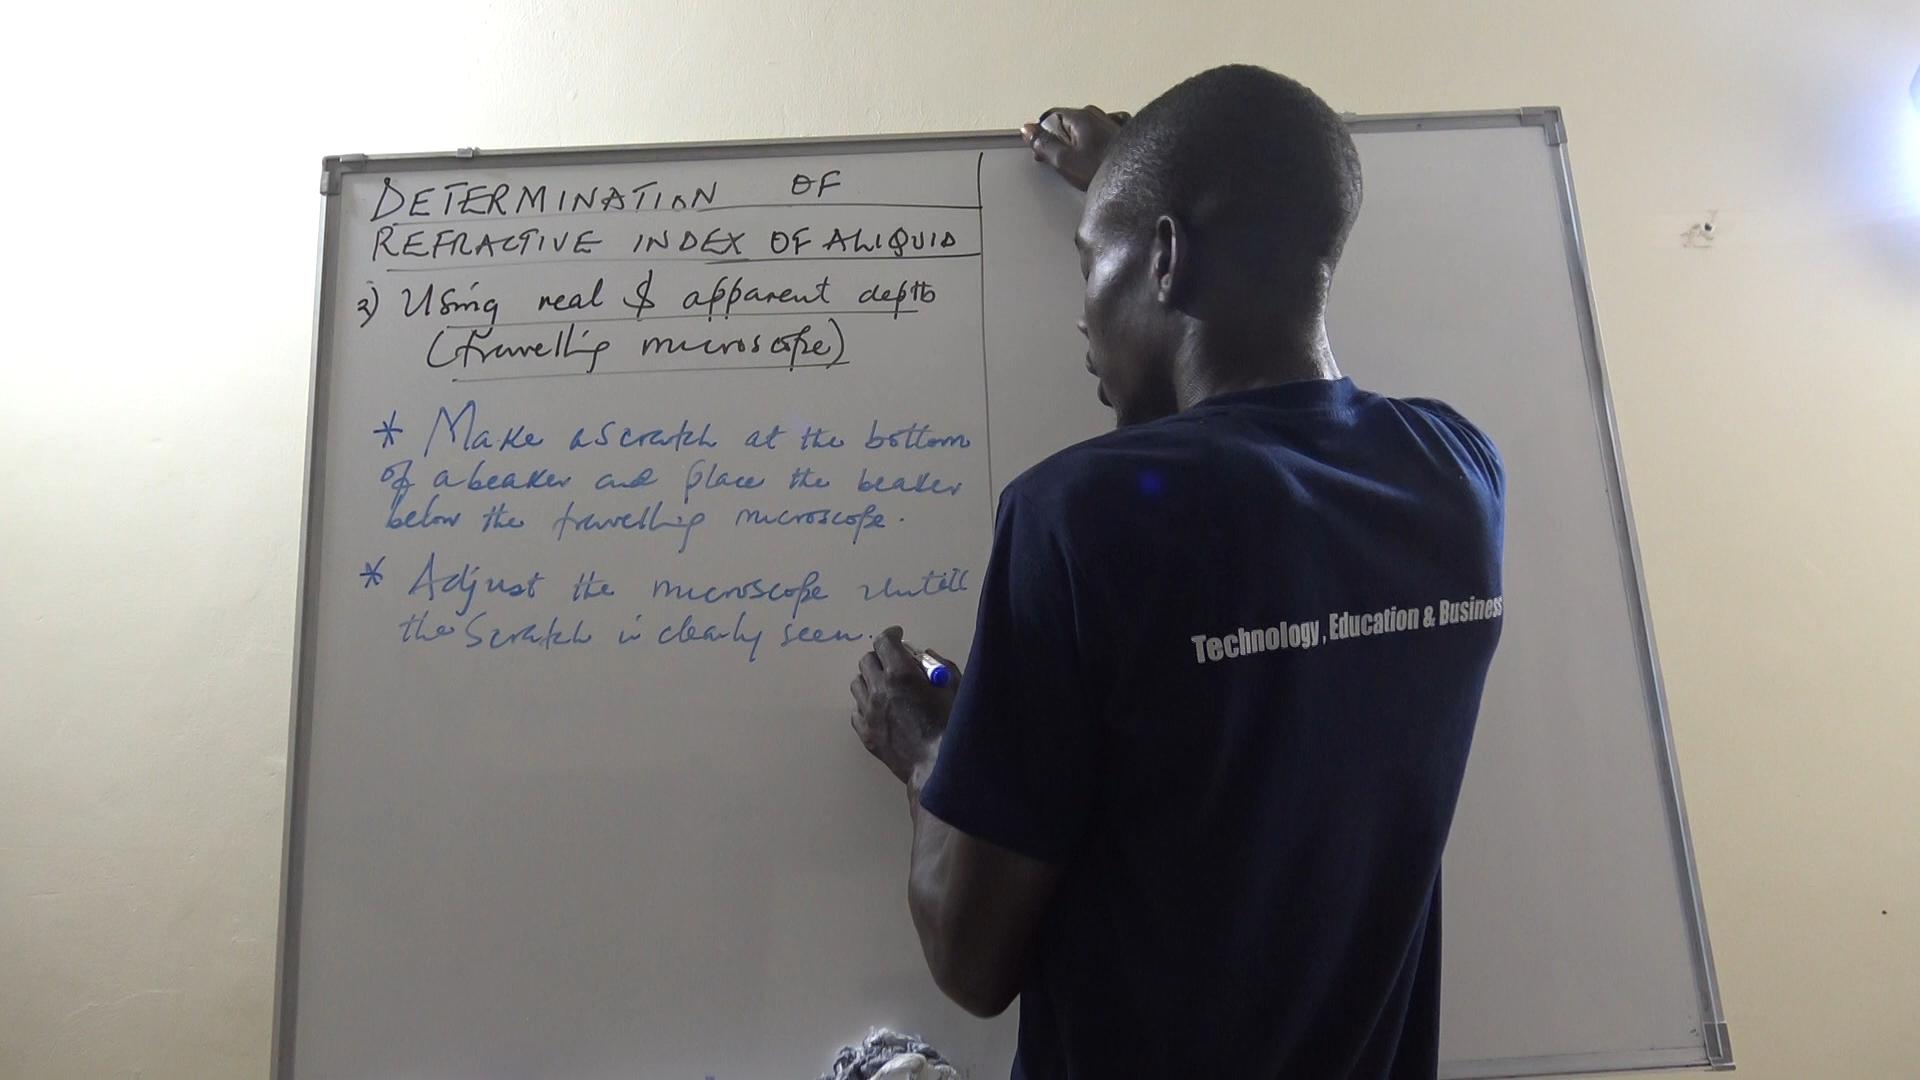 DETERMINATION OF
REFRACTIVE INDEX OF A LIQUID
3) Using real & apparent depth
(travelling microscope)
* Make a scratch at the bottom
of a beaker and place the beaker
below the travelling microscope.
* Adjust the microscope untill
the scratch is clearly seen.
Technology, Education & Business